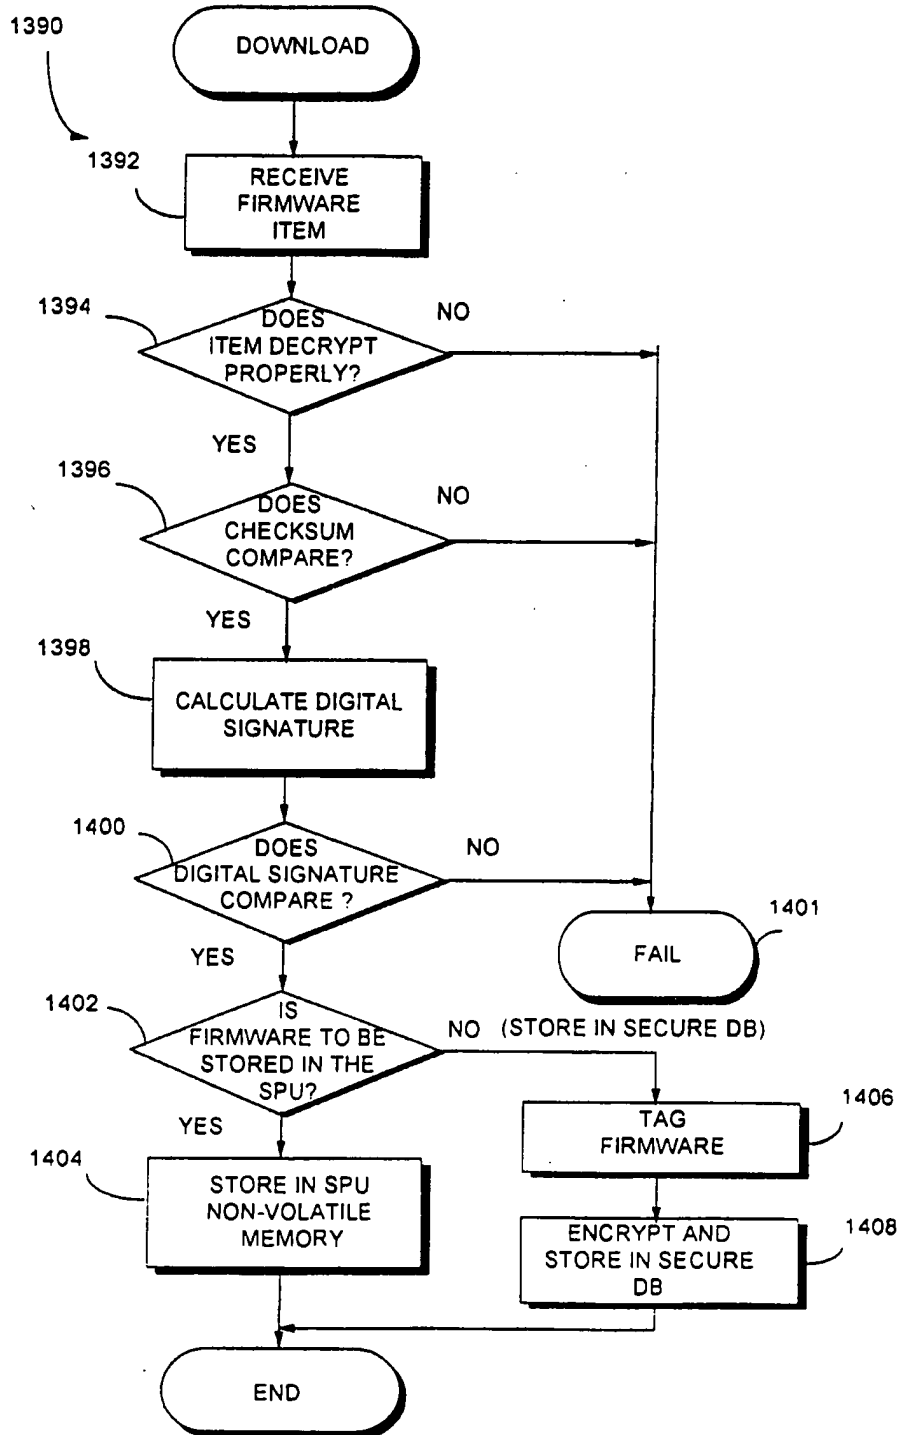 1390
DOWNLOAD
1392
RECEIVE
FIRMWARE
ITEM
1394
DOES
ITEM DECRYPT
PROPERLY?
NO
YES
1396
DOES
CHECKSUM
COMPARE?
NO
YES
1398
CALCULATE DIGITAL
SIGNATURE
1400
DOES
DIGITAL SIGNATURE
COMPARE ?
NO
1401
FAIL
YES
1402
IS
FIRMWARE TO BE
STORED IN THE
SPU?
NO (STORE IN SECURE DB)
YES
1406
TAG
FIRMWARE
1404
STORE IN SPU
NON-VOLATILE
MEMORY
1408
ENCRYPT AND
STORE IN SECURE
DB
END